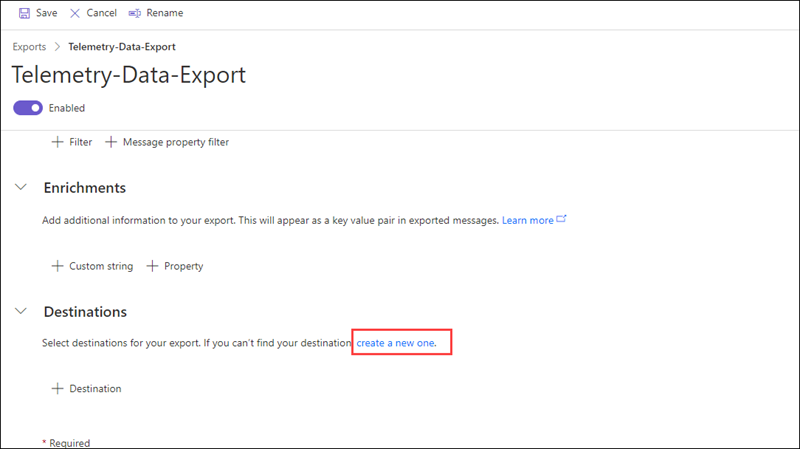 Save Cancel Rename
Exports > Telemetry-Data-Export
Telemetry-Data-Export
Enabled
+ Filter + Message property filter
Enrichments
Add additional information to your export. This will appear as a key value pair in exported messages. Learn more
+ Custom string + Property
Destinations
Select destinations for your export. If you can't find your destination create a new one.
+ Destination
* Required